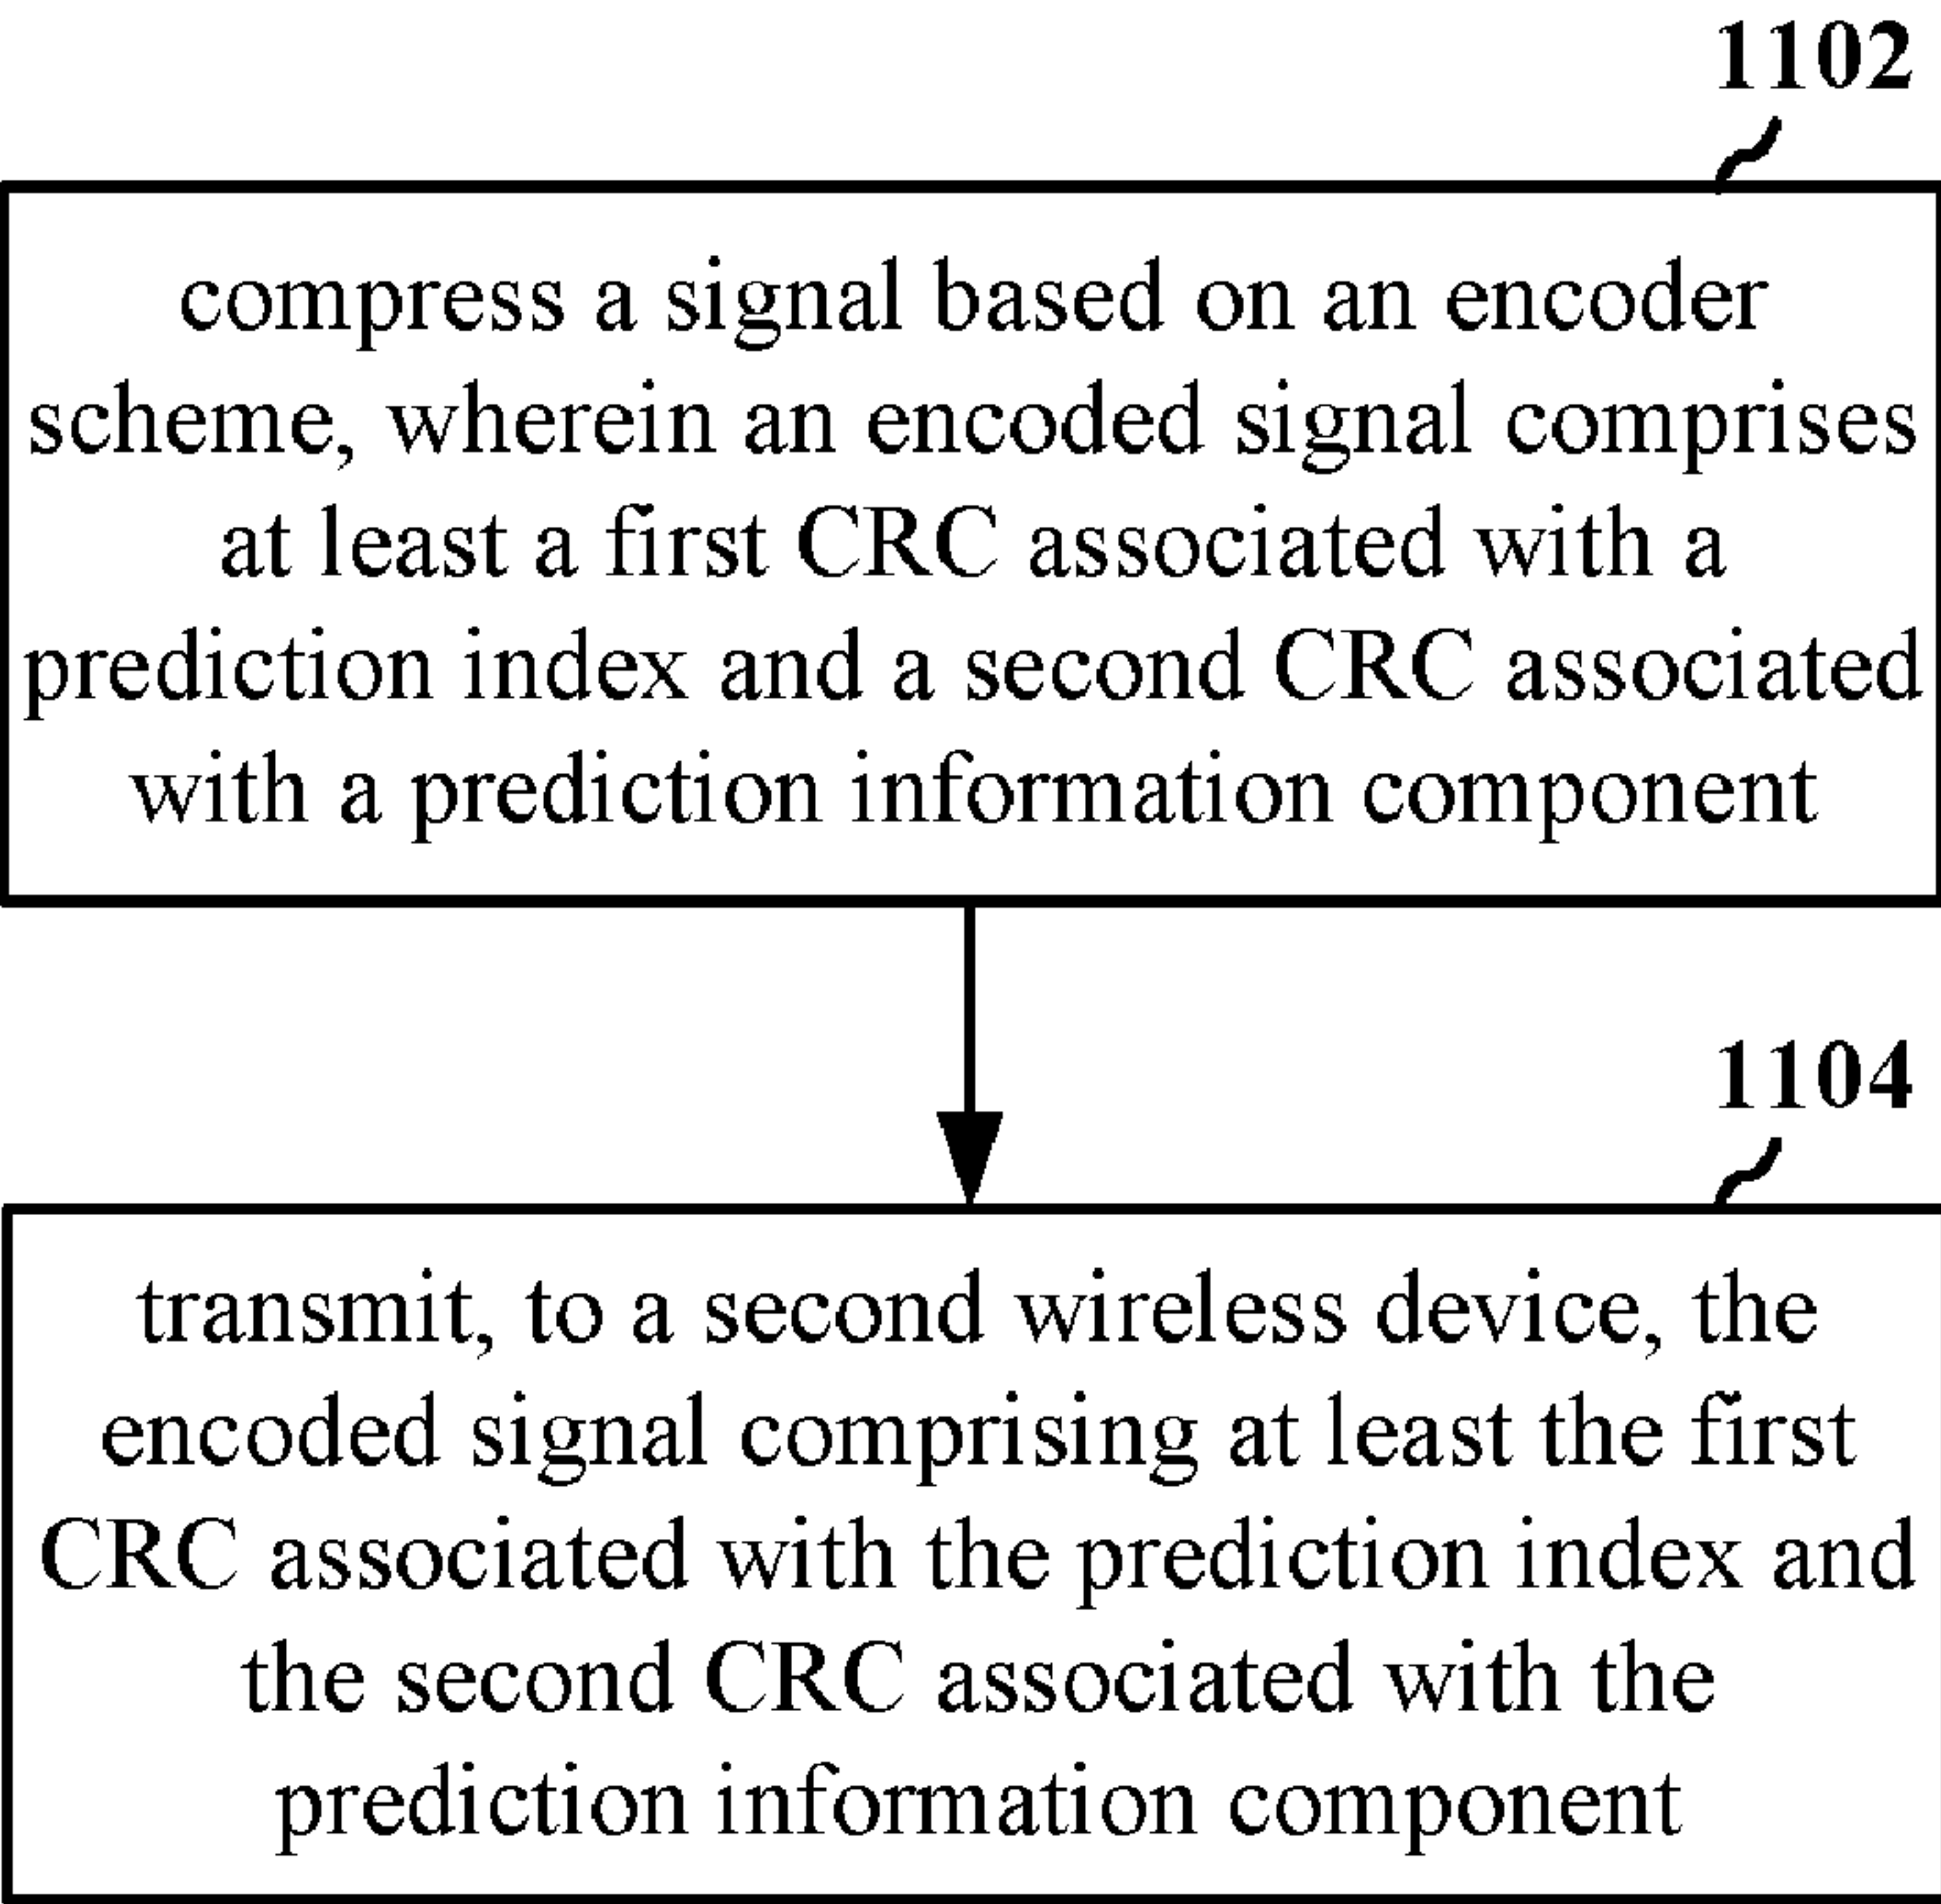 1102
compress a signal based on an encoder
scheme, wherein an encoded signal comprises
at least a first CRC associated with a
prediction index and a second CRC associated
with a prediction information component
1104
transmit, to a second wireless device, the
encoded signal comprising at least the first
CRC associated with the prediction index and
the second CRC associated with the
prediction information component